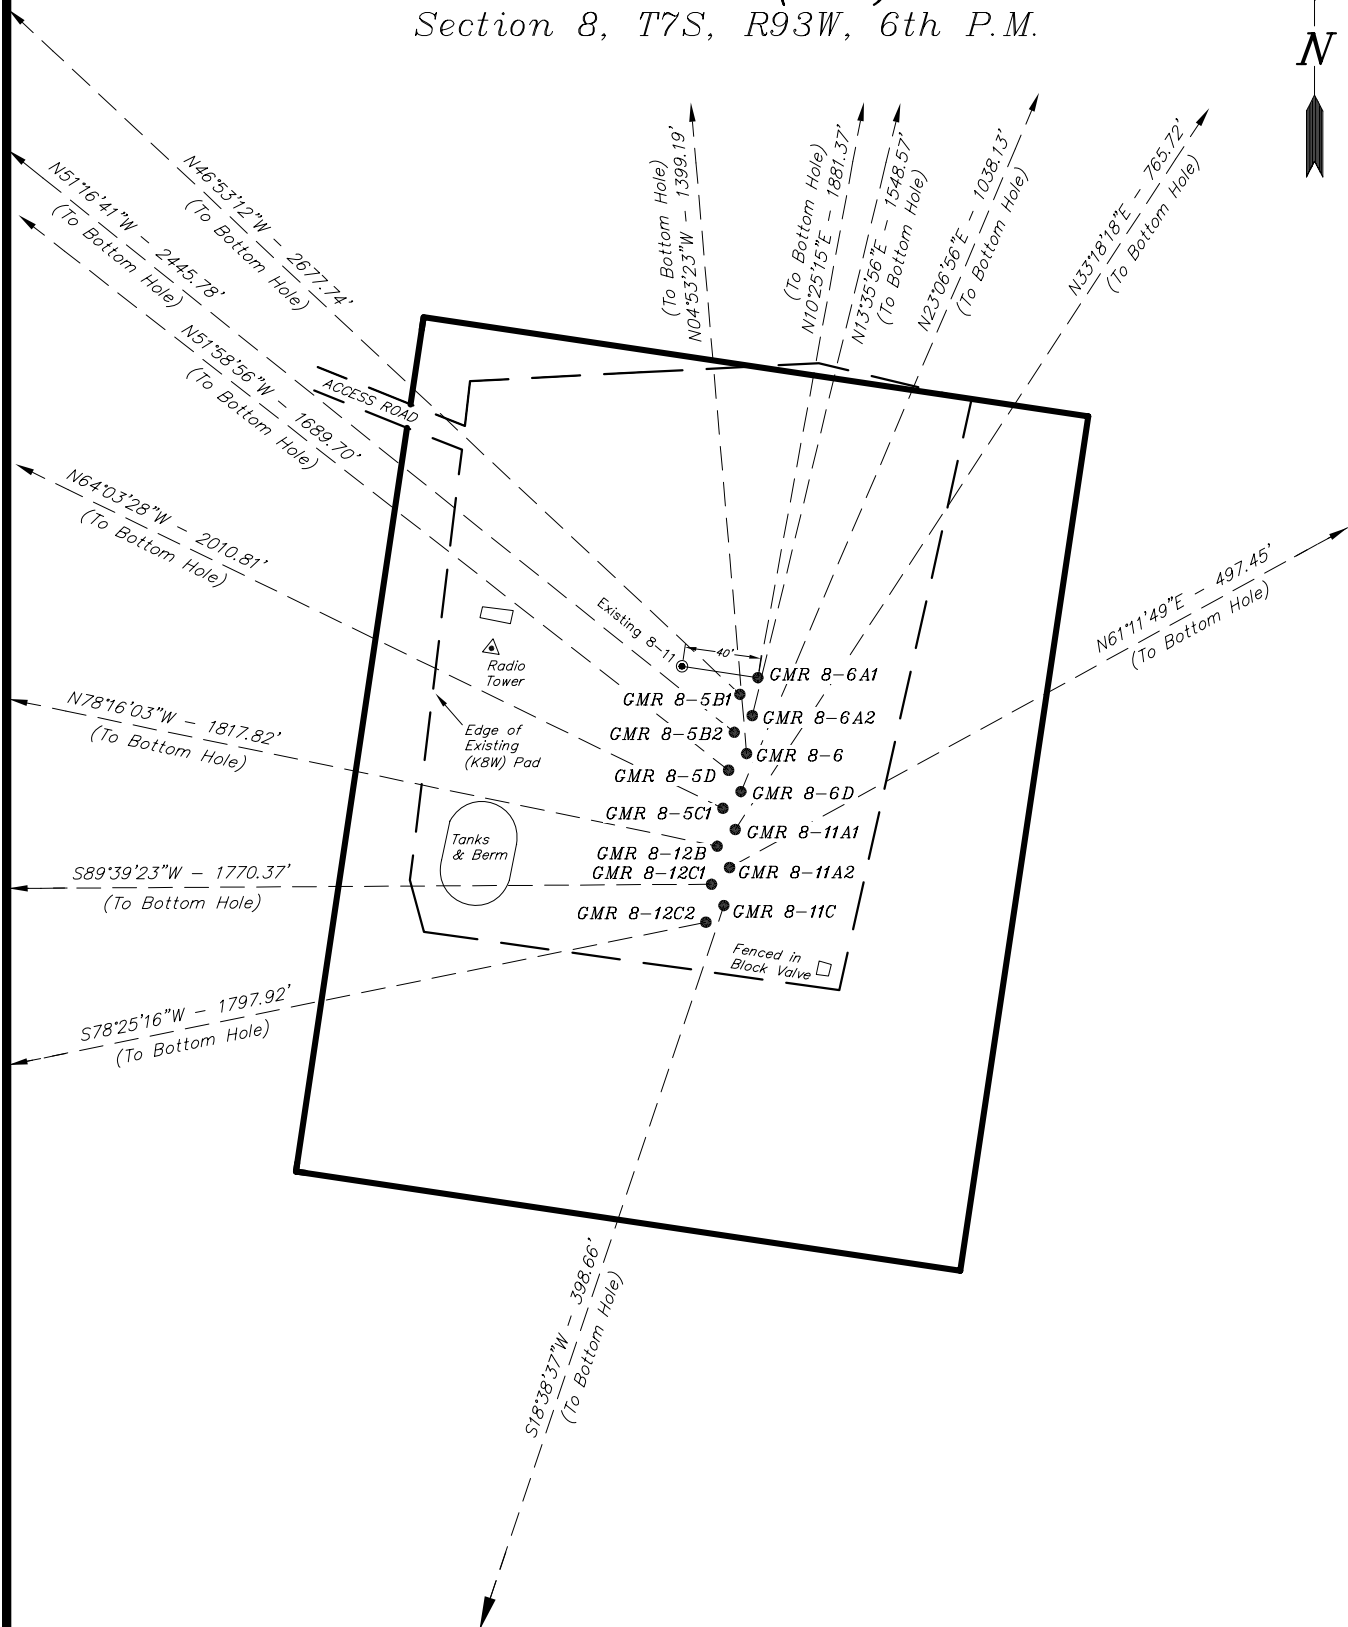 Section 8, T7S, R93W, 6th P.M.
N
N46°53'12"W - 2677.74'
(To Bottom Hole)
N51°16'41"W - 2445.78'
(To Bottom Hole)
N51°58'56"W - 1689.70'
(To Bottom Hole)
N64°03'28"W - 2010.81'
(To Bottom Hole)
N78°16'03"W - 1817.82'
(To Bottom Hole)
S89°39'23"W - 1770.37'
(To Bottom Hole)
S78°25'16"W - 1797.92'
(To Bottom Hole)
(To Bottom Hole)
N04°53'23"W - 1399.19'
(To Bottom Hole)
N10°25'15"E - 1881.37'
N13°35'56"E - 1548.57'
(To Bottom Hole)
N23°06'56"E - 1038.13'
(To Bottom Hole)
N33°18'18"E - 765.72'
(To Bottom Hole)
N61°11'49"E - 497.45'
(To Bottom Hole)
S18°38'37"W - 398.66'
(To Bottom Hole)
ACCESS ROAD
Existing 8-11
40'
Radio
Tower
Edge of
Existing
(K8W) Pad
Tanks
& Berm
GMR 8-6A1
GMR 8-5B1
GMR 8-6A2
GMR 8-5B2
GMR 8-6
GMR 8-5D
GMR 8-6D
GMR 8-5C1
GMR 8-11A1
GMR 8-12B
GMR 8-12C1
GMR 8-11A2
GMR 8-12C2
GMR 8-11C
Fenced in
Block Valve